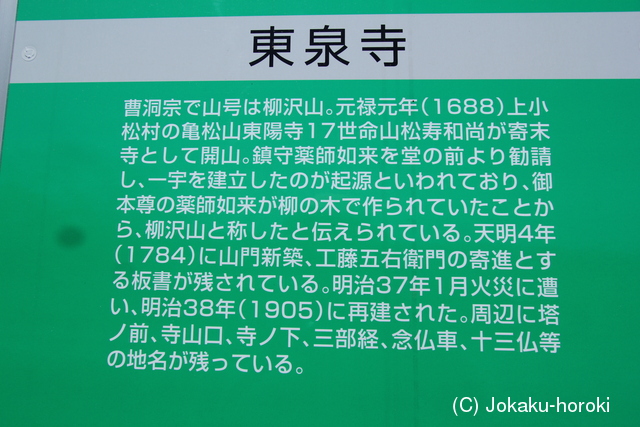 東泉寺
曹洞宗で山号は柳沢山。元禄元年(1688)上小
松村の亀松山東陽寺17世命山松寿和尚が寄末
寺として開山。鎮守薬師如来を堂の前より勧請
し、一宇を建立したのが起源といわれており、御
本尊の薬師如来が柳の木で作られていたことか
ら、柳沢山と称したと伝えられている。天明4年
(1784)に山門新築、工藤五右衛門の寄進とす
る板書が残されている。明治37年1月火災に遭
い、明治38年(1905)に再建された。周辺に塔
ノ前、寺山口、寺ノ下、三部経、念仏車、十三仏等
の地名が残っている。
(C) Jokaku-horoki